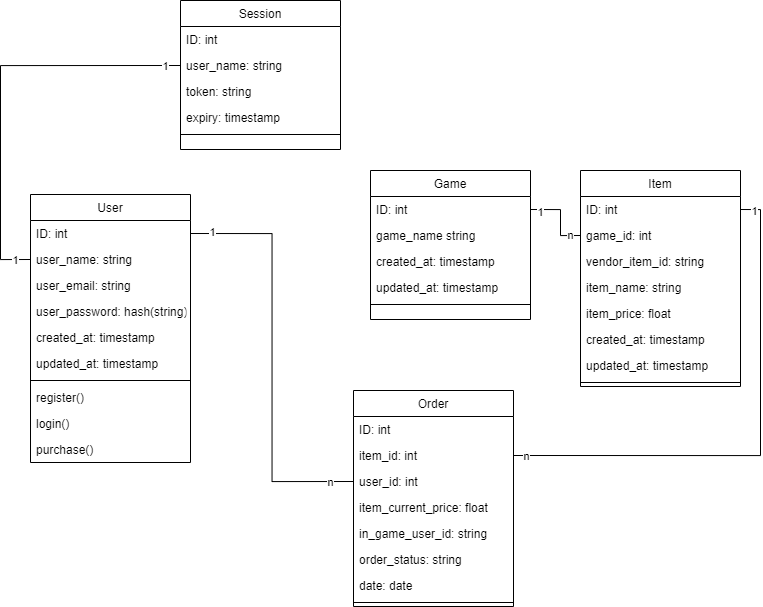 Session
ID: int
user_name: string
token: string
expiry: timestamp
1
User
ID: int
user_name: string
user_email: string
user_password: hash(string)
created_at: timestamp
updated_at: timestamp
register()
login()
purchase()
1
1
Game
ID: int
game_name string
created_at: timestamp
updated_at: timestamp
1
n
Item
ID: int
game_id: int
vendor_item_id: string
item_name: string
item_price: float
created_at: timestamp
updated_at: timestamp
1
Order
ID: int
item_id: int
user_id: int
item_current_price: float
in_game_user_id: string
order_status: string
date: date
n
n